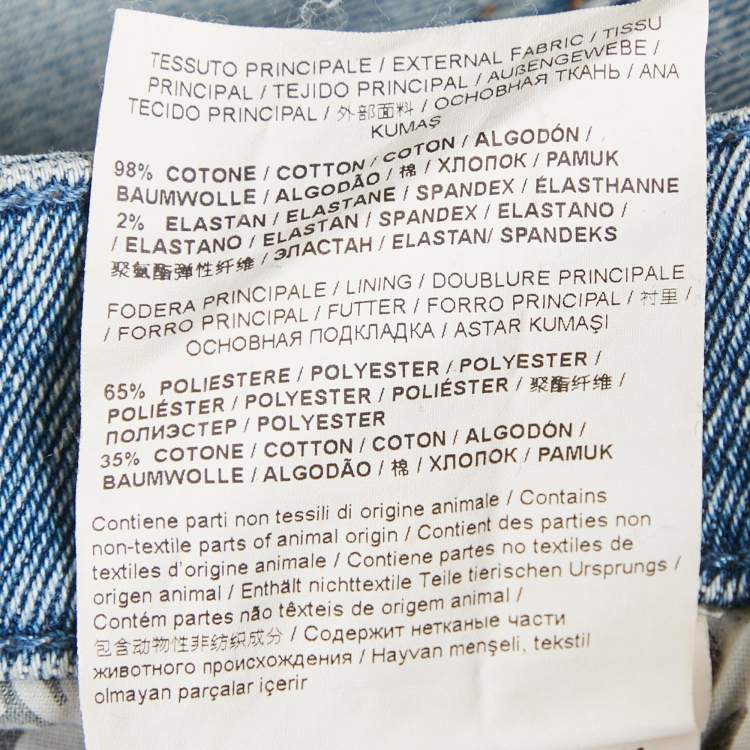 TESSUTO PRINCIPALE / EXTERNAL FABRIC / TISSU
PRINCIPAL / TEJIDO PRINCIPAL / AUßENGEWEBE /
TECIDO PRINCIPAL / 外部面料 / ОСНОВНАЯ ТКАНЬ / ANA
KUMAŞ
98% COTONE / COTTON / COTON / ALGODÓN /
BAUMWOLLE / ALGODÃO / 棉 / ХЛОПОК / PAMUK
2% ELASTAN / ELASTANE / SPANDEX / ÉLASTHANNE
/ ELASTANO / ELASTAN / SPANDEX / ELASTANO /
聚氨酯弹性纤维 / ЭЛАСТАН / ELASTAN/ SPANDEKS
FODERA PRINCIPALE / LINING / DOUBLURE PRINCIPALE
/ FORRO PRINCIPAL / FUTTER / FORRO PRINCIPAL / 衬里 /
ОСНОВНАЯ ПОДКЛАДКА / ASTAR KUMAŞI
65% POLIESTERE / POLYESTER / POLYESTER /
POLIÉSTER / POLYESTER / POLIÉSTER / 聚酯纤维 /
ПОЛИЭСТЕР / POLYESTER
35% COTONE / COTTON / COTON / ALGODÓN /
BAUMWOLLE / ALGODÃO / 棉 / ХЛОПОК / PAMUK
Contiene parti non tessili di origine animale / Contains
non-textile parts of animal origin / Contient des parties non
textiles d'origine animale / Contiene partes no textiles de
origen animal / Enthält nichttextile Teile tierischen Ursprungs /
Contém partes não têxteis de origem animal /
包含动物性非纺织成分 / Содержит нетканые части
животного происхождения / Hayvan menşeli, tekstil
olmayan parçalar içerir